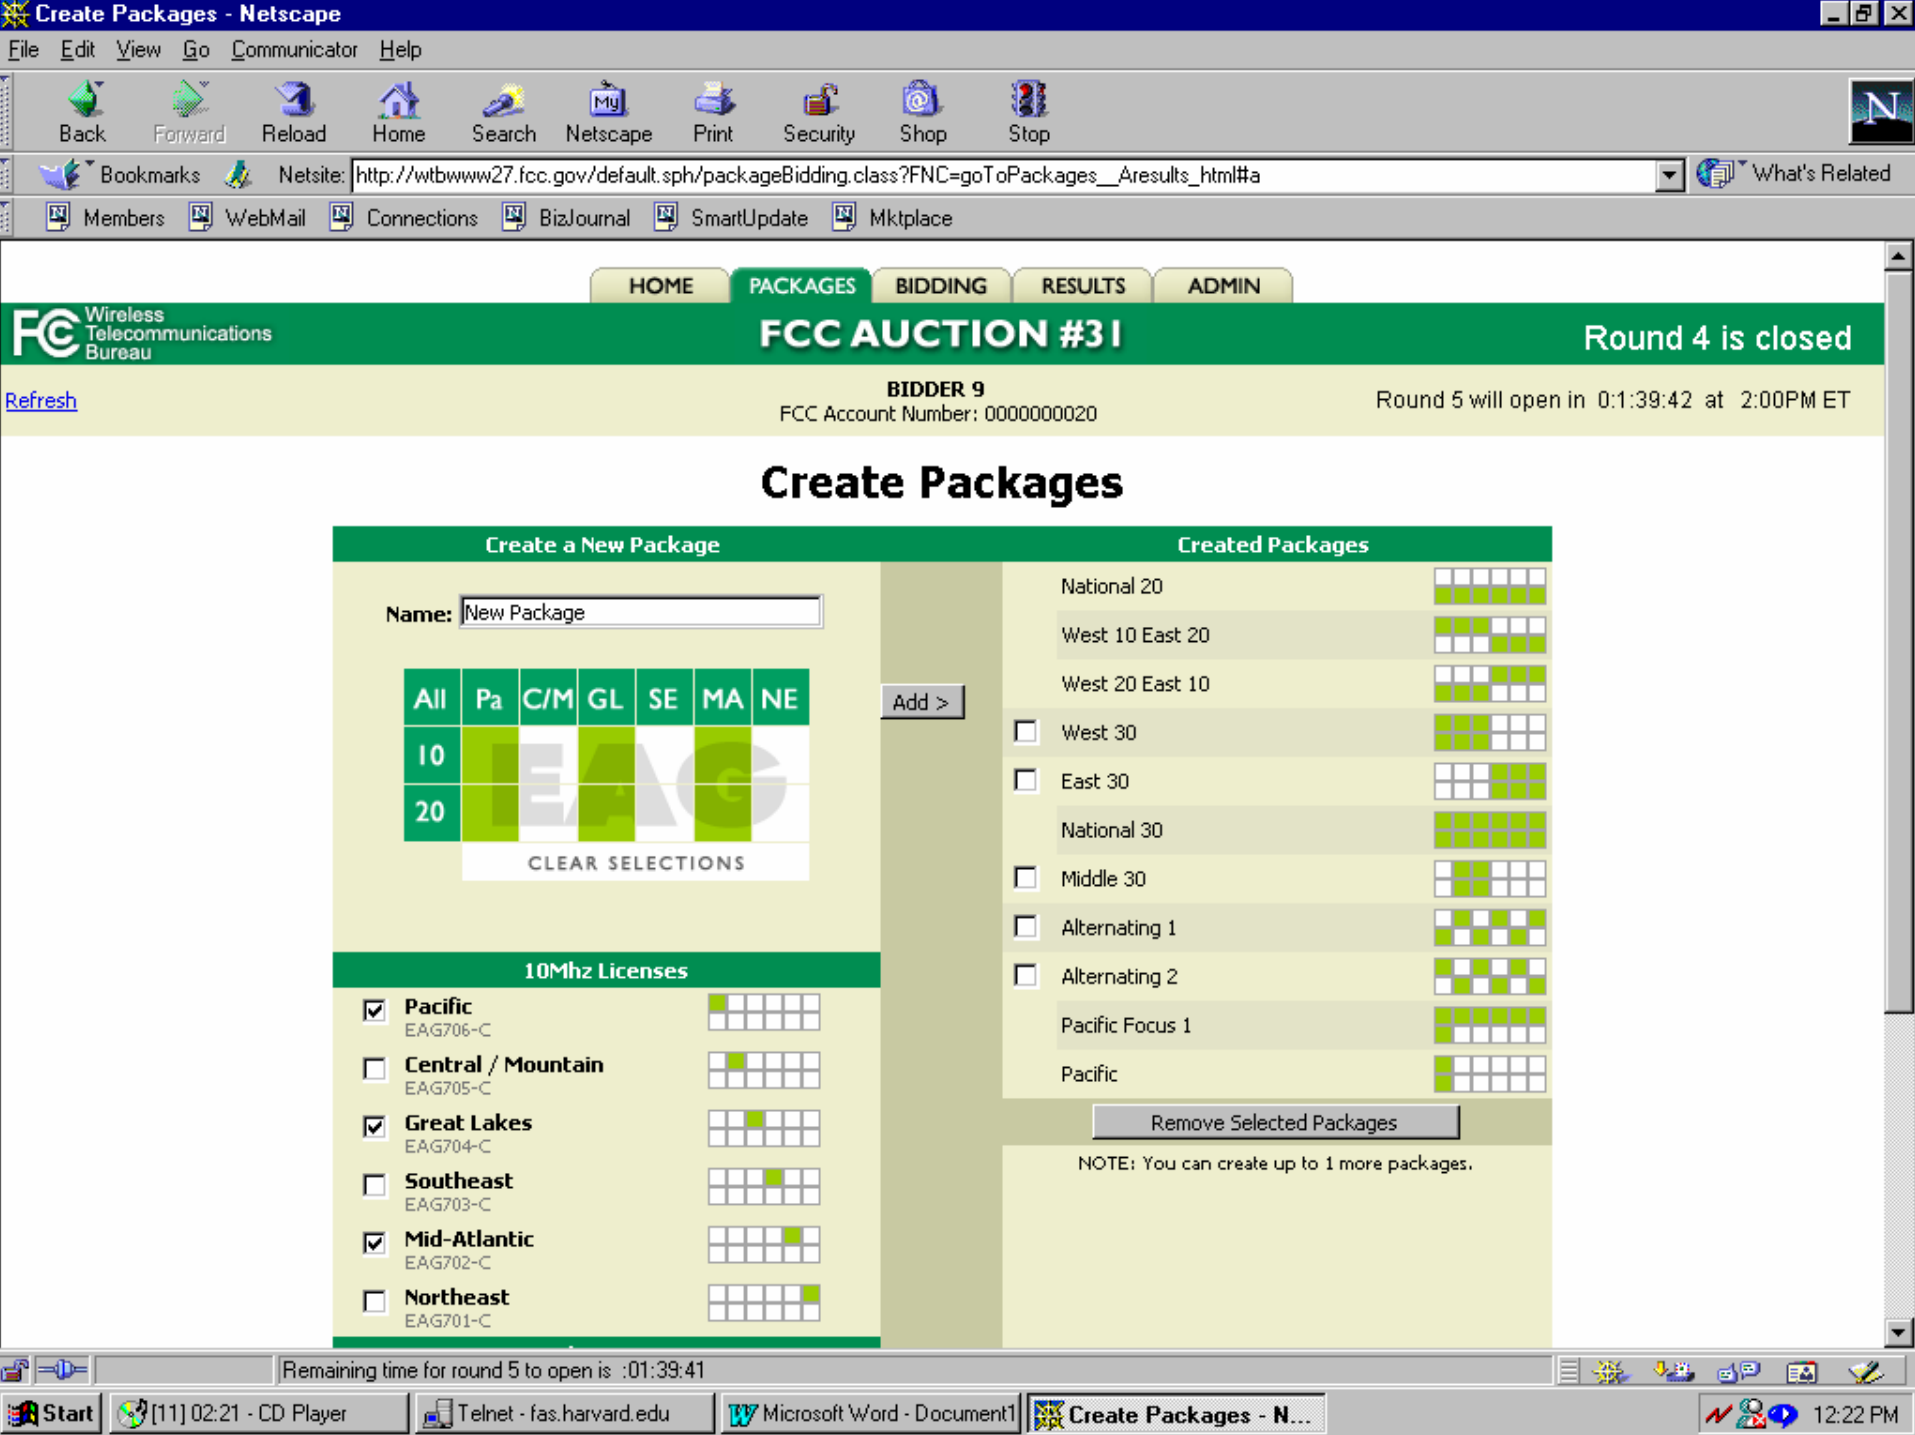 Create Packages - Netscape
File Edit View Go Communicator Help
Back Forward Reload Home Search Netscape Print Security Shop Stop
My
N
Bookmarks Netsite: http://wtbwww27.fcc.gov/default.sph/packageBidding.class?FNC=goToPackages__Aresults_html#a What's Related
Members WebMail Connections BizJournal SmartUpdate Mktplace
HOME PACKAGES BIDDING RESULTS ADMIN
FCC Wireless
Telecommunications
Bureau
FCC AUCTION #31
Round 4 is closed
Refresh
BIDDER 9
FCC Account Number: 0000000020
Round 5 will open in 0:1:39:42 at 2:00PM ET
Create Packages
Create a New Package
Name: New Package
All Pa C/M GL SE MA NE
10
20
EAG
CLEAR SELECTIONS
Add >
10Mhz Licenses
Pacific
EAG706-C
Central / Mountain
EAG705-C
Great Lakes
EAG704-C
Southeast
EAG703-C
Mid-Atlantic
EAG702-C
Northeast
EAG701-C
Created Packages
National 20
West 10 East 20
West 20 East 10
West 30
East 30
National 30
Middle 30
Alternating 1
Alternating 2
Pacific Focus 1
Pacific
Remove Selected Packages
NOTE: You can create up to 1 more packages.
Remaining time for round 5 to open is :01:39:41
Start [11] 02:21 - CD Player Telnet - fas.harvard.edu Microsoft Word - Document1 Create Packages - N... 12:22 PM